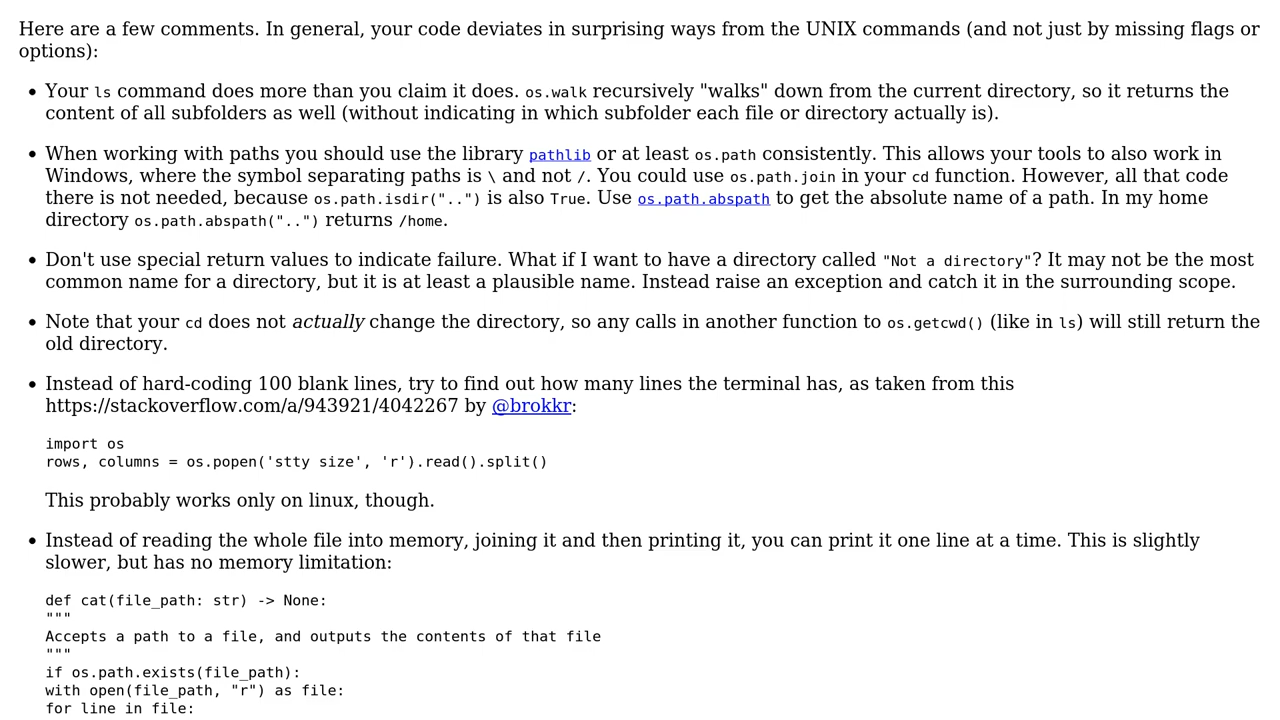 Here are a few comments. In general, your code deviates in surprising ways from the UNIX commands (and not just by missing flags or
options):
• Your ls command does more than you claim it does. os.walk recursively "walks" down from the current directory, so it returns the
content of all subfolders as well (without indicating in which subfolder each file or directory actually is).
• When working with paths you should use the library pathlib or at least os.path consistently. This allows your tools to also work in
Windows, where the symbol separating paths is \ and not /. You could use os.path.join in your cd function. However, all that code
there is not needed, because os.path.isdir("..") is also True. Use os.path.abspath to get the absolute name of a path. In my home
directory os.path.abspath("..") returns /home.
• Don't use special return values to indicate failure. What if I want to have a directory called "Not a directory"? It may not be the most
common name for a directory, but it is at least a plausible name. Instead raise an exception and catch it in the surrounding scope.
• Note that your cd does not actually change the directory, so any calls in another function to os.getcwd() (like in ls) will still return the
old directory.
• Instead of hard-coding 100 blank lines, try to find out how many lines the terminal has, as taken from this
https://stackoverflow.com/a/943921/4042267 by @brokkr:
import os
rows, columns = os.popen('stty size', 'r').read().split()
This probably works only on linux, though.
• Instead of reading the whole file into memory, joining it and then printing it, you can print it one line at a time. This is slightly
slower, but has no memory limitation:
def cat(file_path: str) -> None:
"""
Accepts a path to a file, and outputs the contents of that file
"""
if os.path.exists(file_path):
with open(file_path, "r") as file:
for line in file: